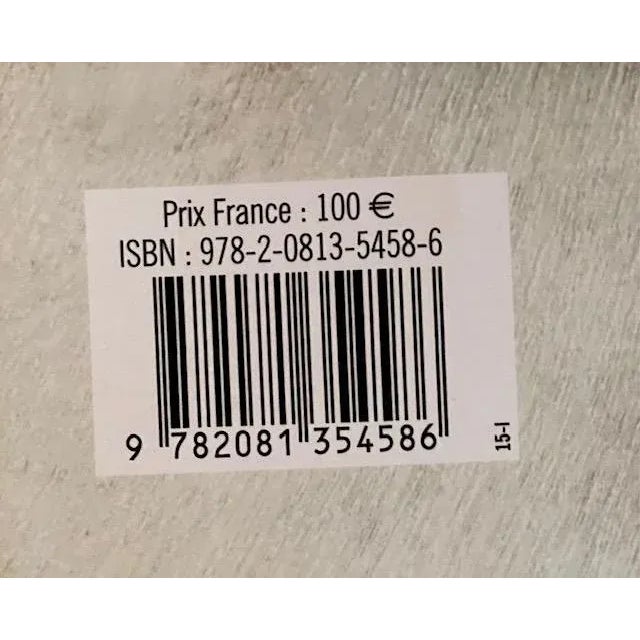 Prix France : 100 €
ISBN : 978-2-0813-5458-6
9 782081 354586
15-I